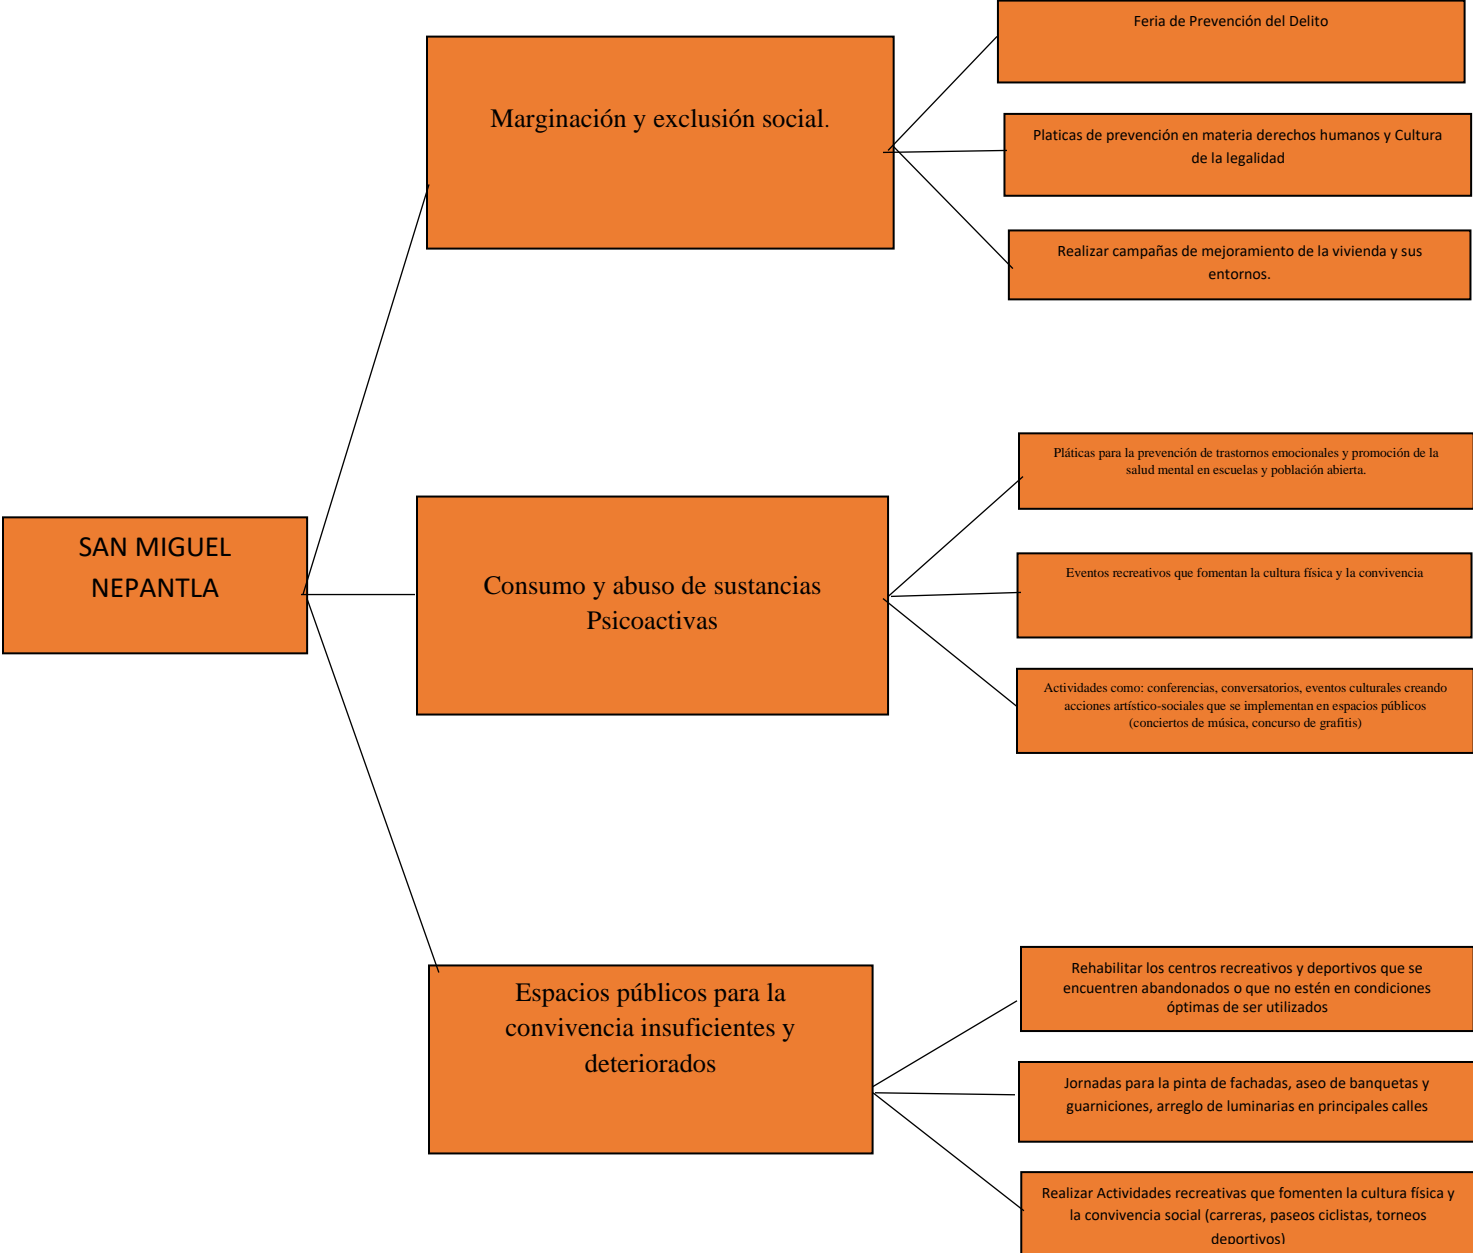 Feria de Prevención del Delito
Marginación y exclusión social.
Platicas de prevención en materia derechos humanos y Cultura
de la legalidad
Realizar campañas de mejoramiento de la vivienda y sus
entornos.
SAN MIGUEL
NEPANTLA
Consumo y abuso de sustancias
Psicoactivas
Pláticas para la prevención de trastornos emocionales y promoción de la
salud mental en escuelas y población abierta.
Eventos recreativos que fomentan la cultura física y la convivencia
Actividades como: conferencias, conversatorios, eventos culturales creando
acciones artístico-sociales que se implementan en espacios públicos
(conciertos de música, concurso de grafitis)
Espacios públicos para la
convivencia insuficientes y
deteriorados
Rehabilitar los centros recreativos y deportivos que se
encuentren abandonados o que no estén en condiciones
óptimas de ser utilizados
Jornadas para la pinta de fachadas, aseo de banquetas y
guarniciones, arreglo de luminarias en principales calles
Realizar Actividades recreativas que fomenten la cultura física y
la convivencia social (carreras, paseos ciclistas, torneos
deportivos)